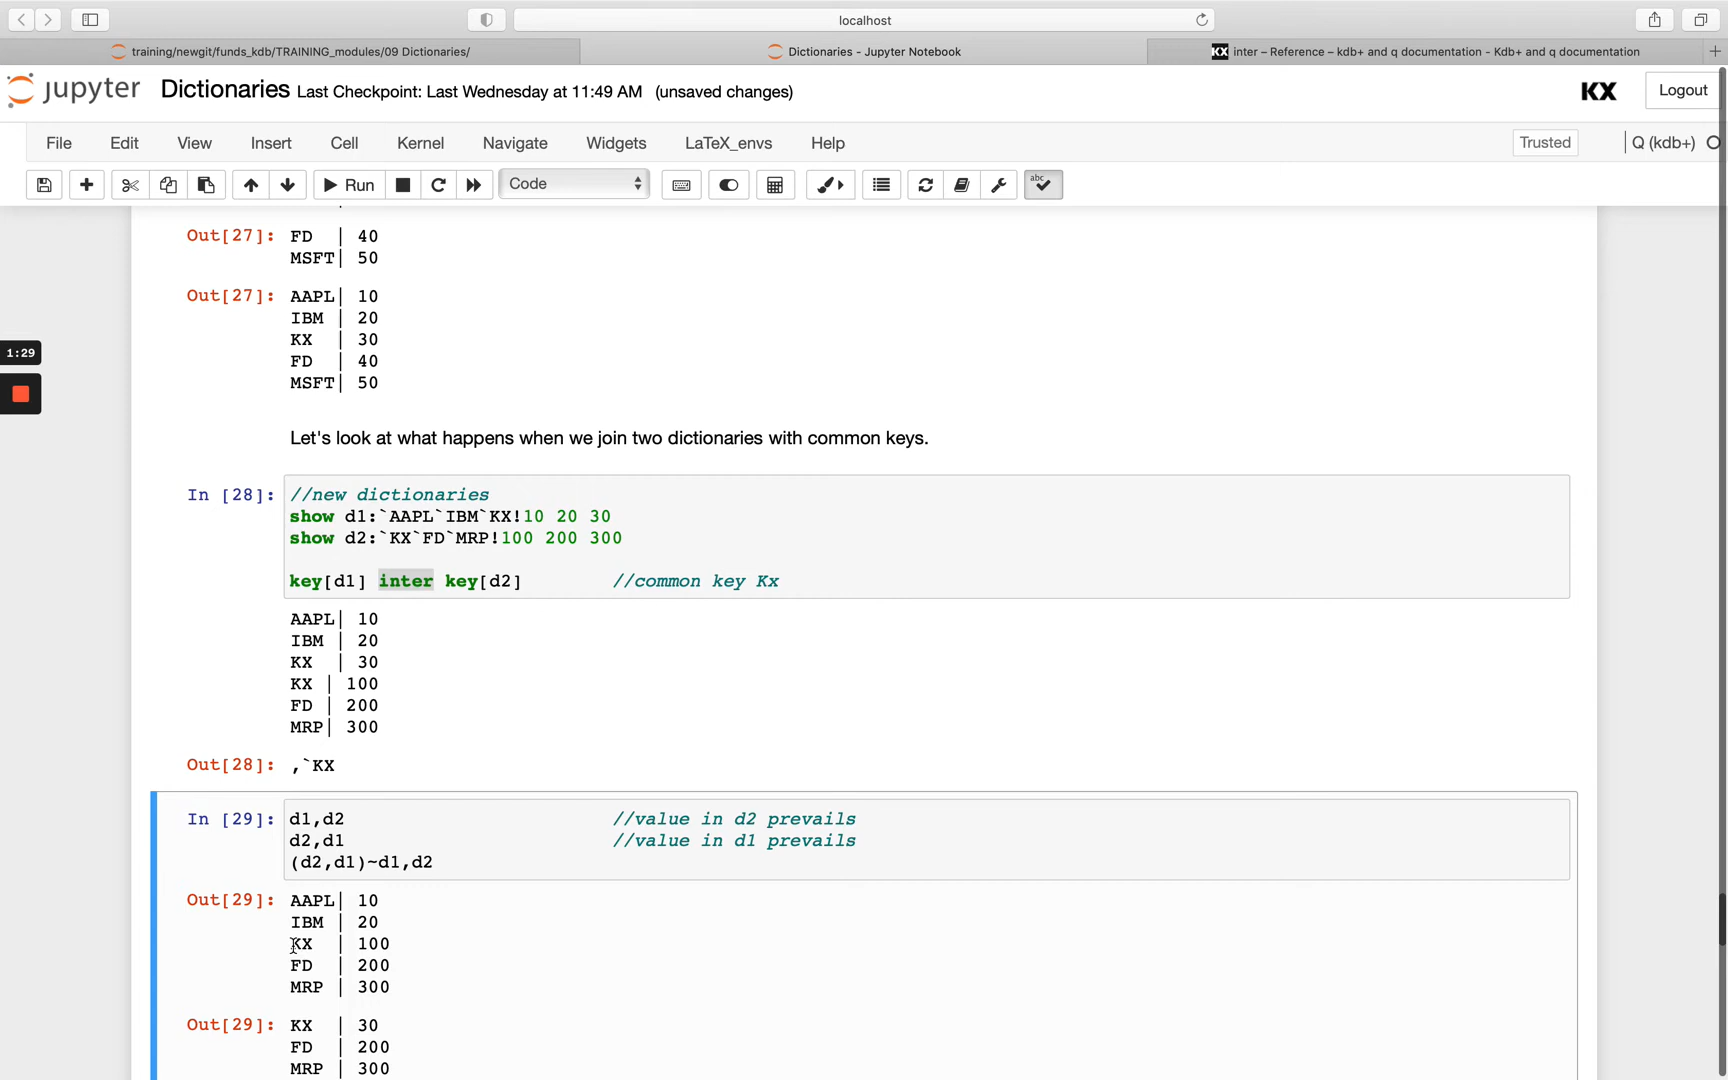 localhost
training/newgit/funds_kdb/TRAINING_modules/09 Dictionaries/
Dictionaries - Jupyter Notebook
KX inter – Reference – kdb+ and q documentation - Kdb+ and q documentation
jupyter Dictionaries Last Checkpoint: Last Wednesday at 11:49 AM (unsaved changes)
KX
Logout
File Edit View Insert Cell Kernel Navigate Widgets LaTeX_envs Help
Trusted
Q (kdb+)
Run
Code
abc
Out[27]: FD | 40
MSFT| 50
Out[27]: AAPL| 10
IBM | 20
KX | 30
FD | 40
MSFT| 50
1:29
Let's look at what happens when we join two dictionaries with common keys.
In [28]: //new dictionaries
show d1:`AAPL`IBM`KX!10 20 30
show d2:`KX`FD`MRP!100 200 300
key[d1] inter key[d2] //common key Kx
AAPL| 10
IBM | 20
KX | 30
KX | 100
FD | 200
MRP| 300
Out[28]: ,`KX
In [29]: d1,d2 //value in d2 prevails
d2,d1 //value in d1 prevails
(d2,d1)~d1,d2
Out[29]: AAPL| 10
IBM | 20
KX | 100
FD | 200
MRP | 300
Out[29]: KX | 30
FD | 200
MRP | 300